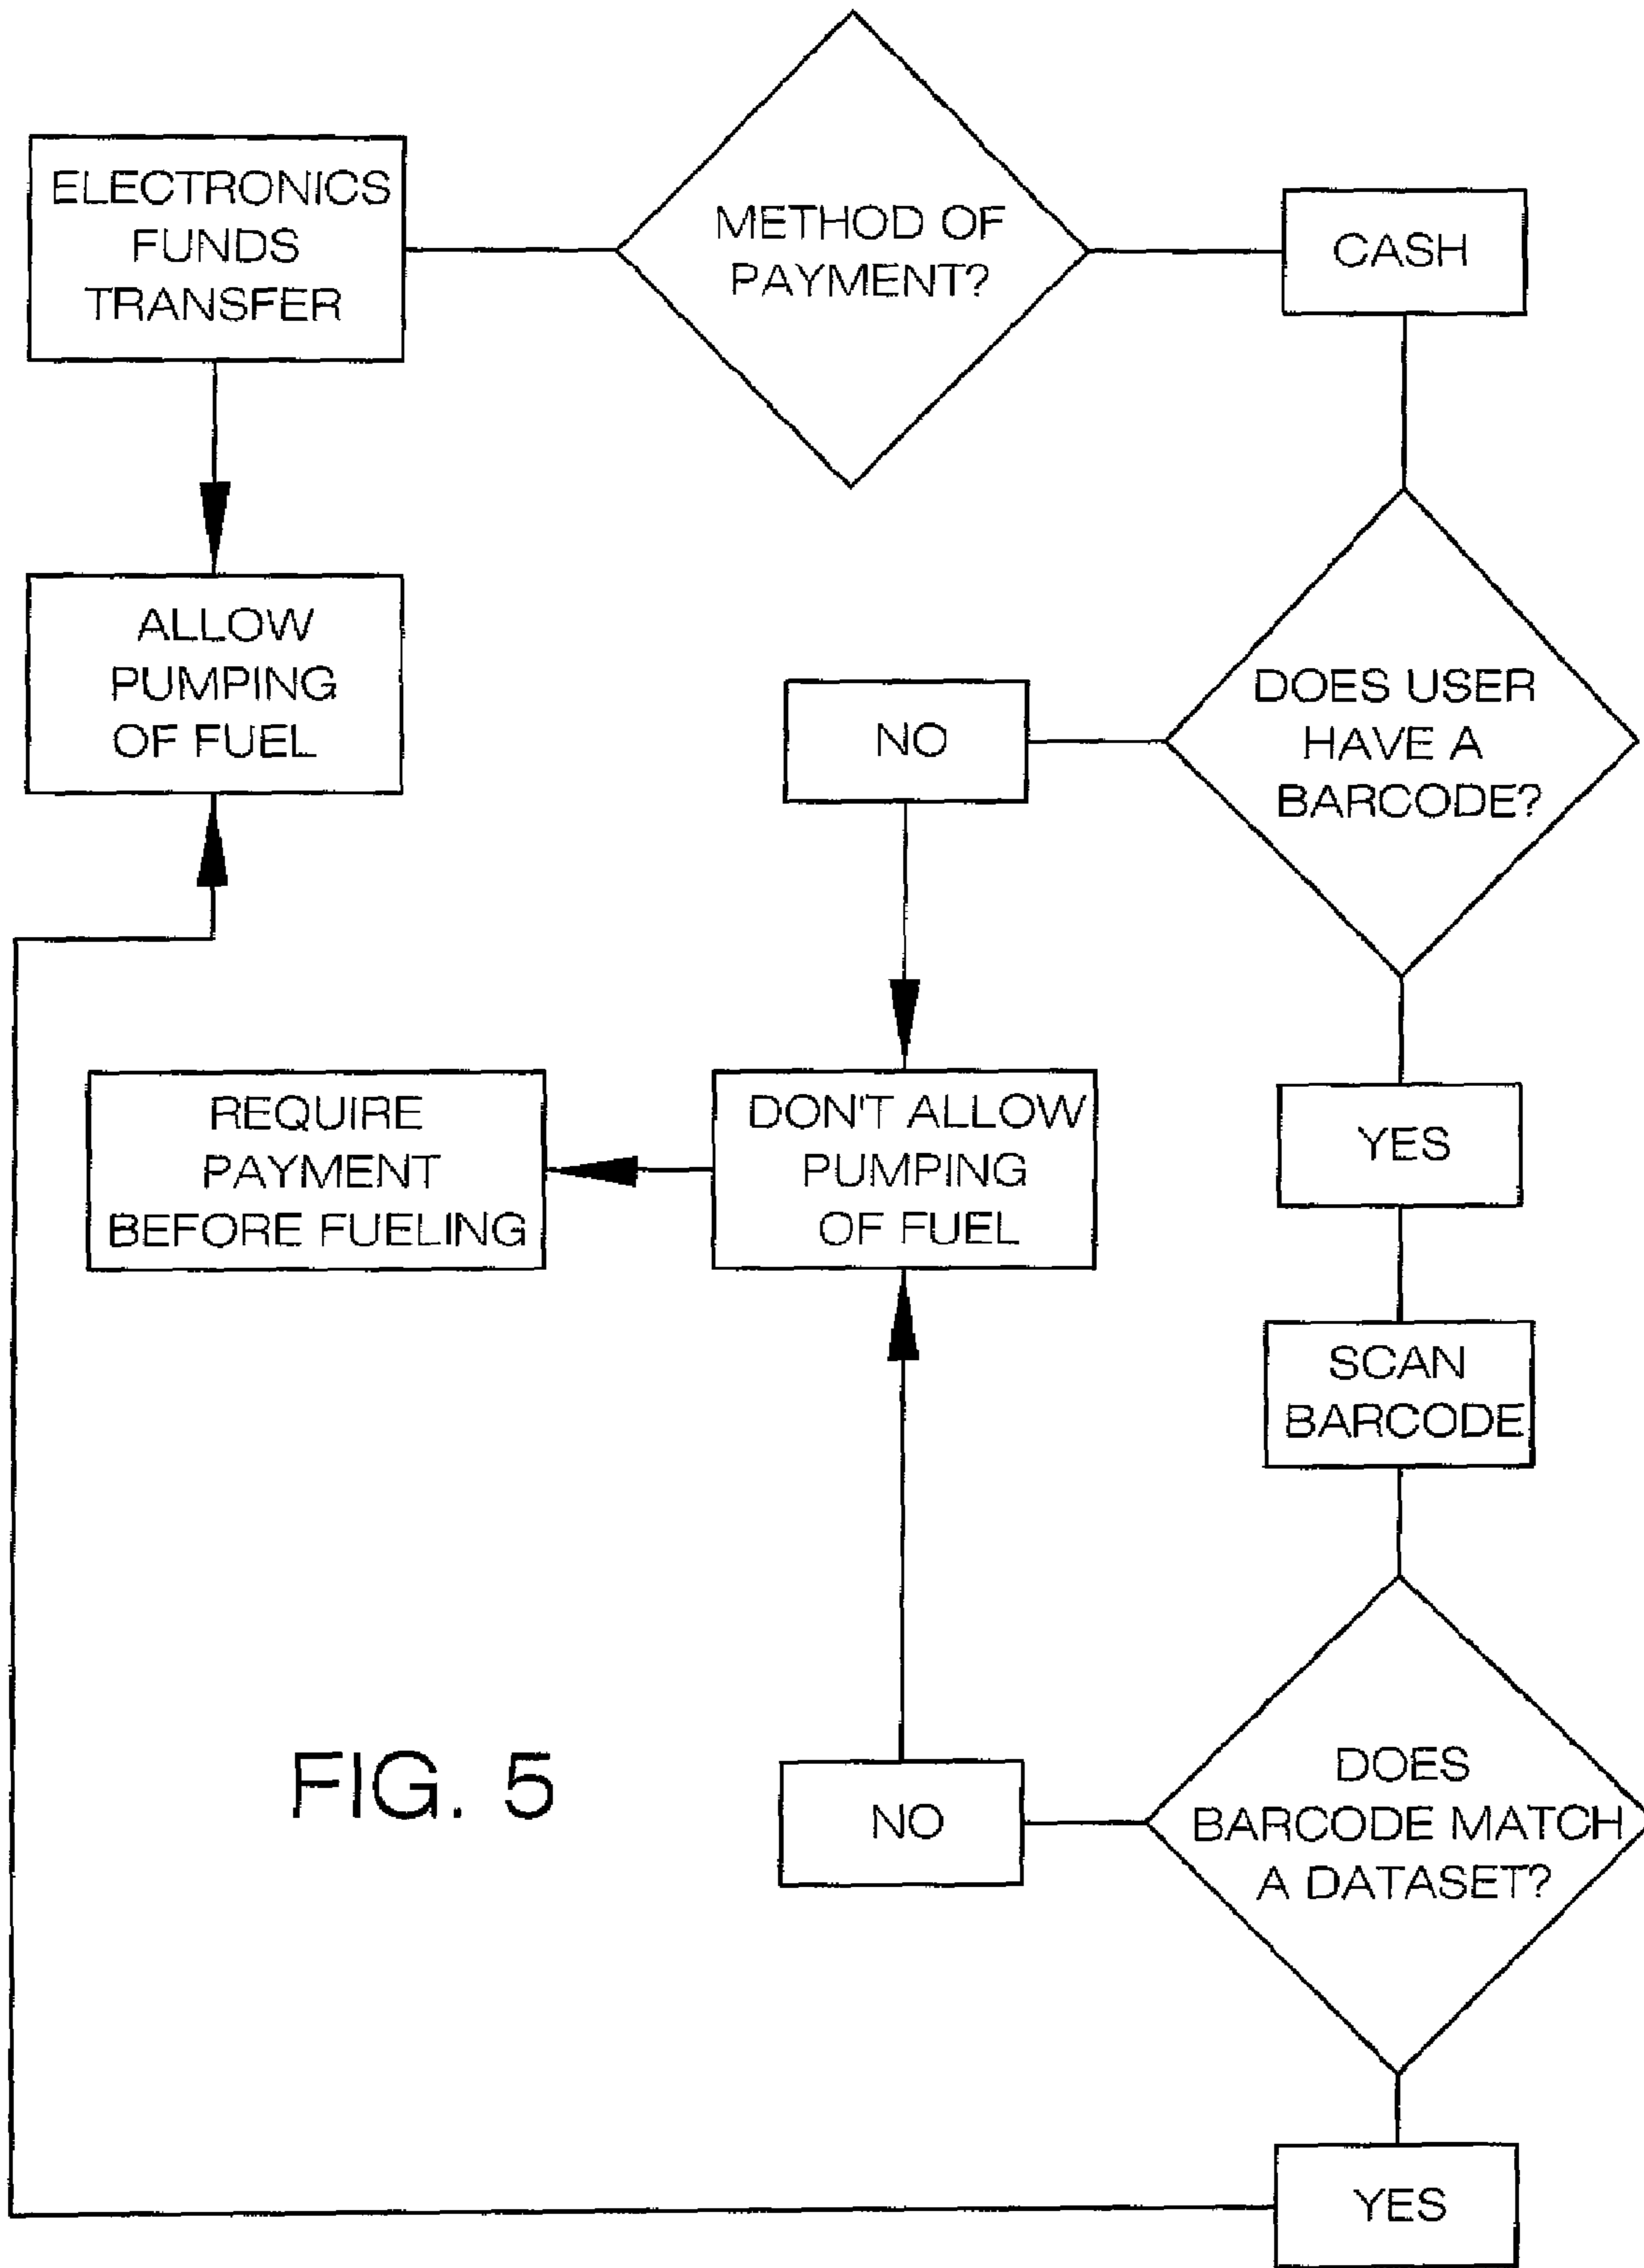 ELECTRONICS
FUNDS
TRANSFER
METHOD OF
PAYMENT?
CASH
ALLOW
PUMPING
OF FUEL
NO
DOES USER
HAVE A
BARCODE?
REQUIRE
PAYMENT
BEFORE FUELING
DON'T ALLOW
PUMPING
OF FUEL
YES
SCAN
BARCODE
FIG. 5
NO
DOES
BARCODE MATCH
A DATASET?
YES